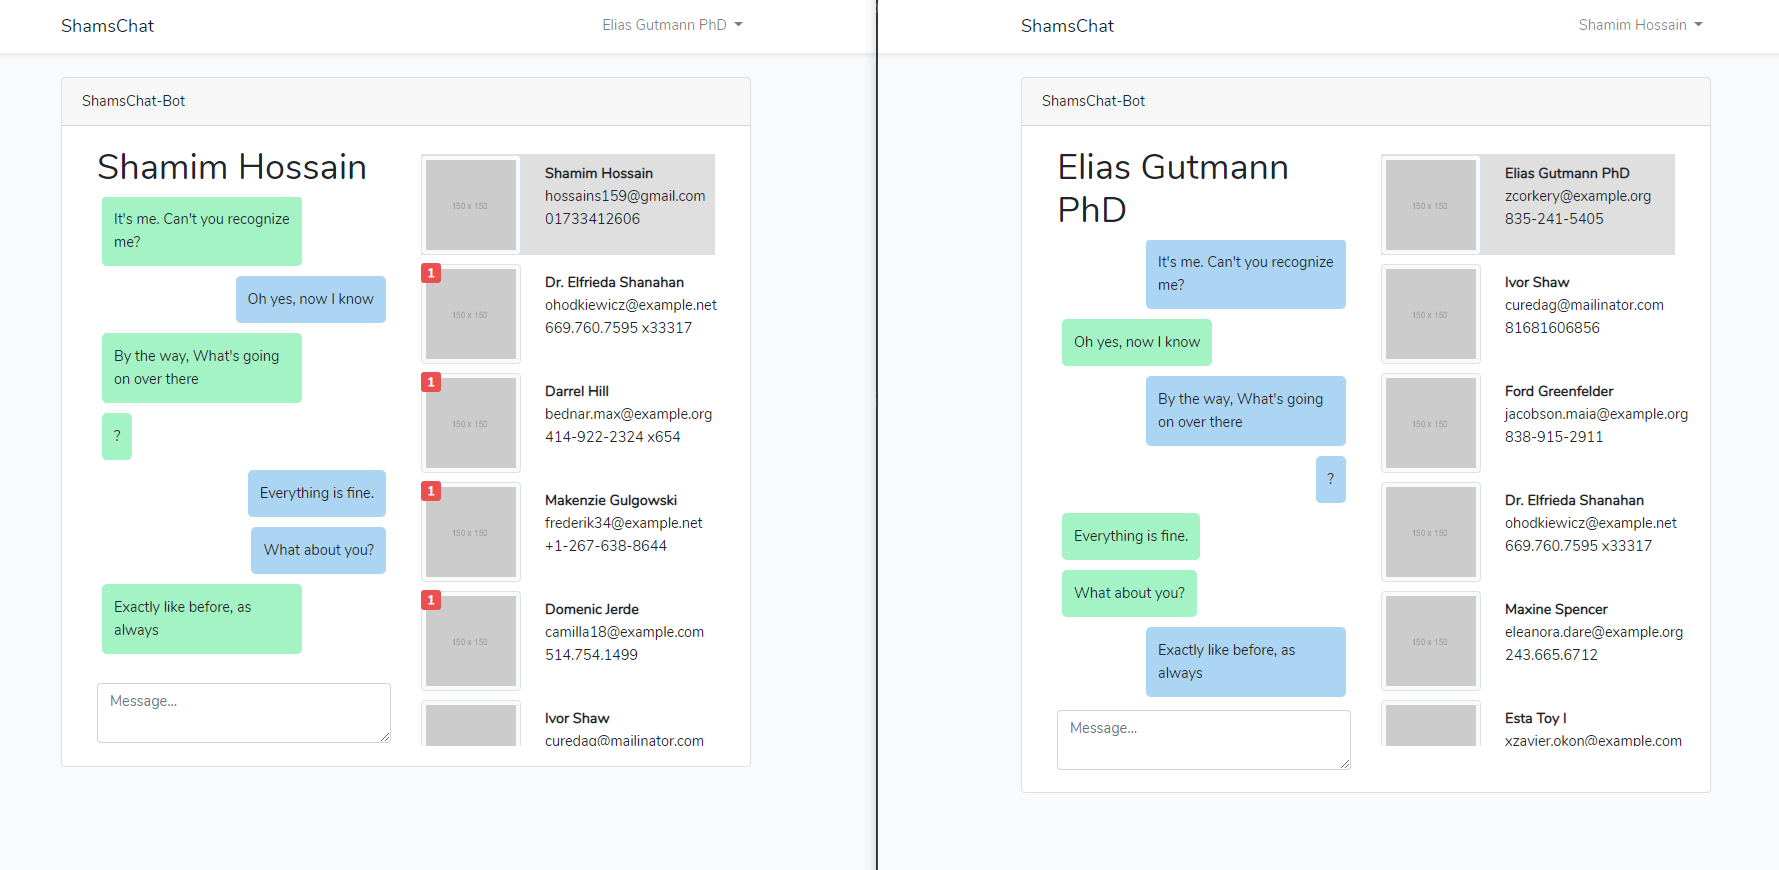 ShamsChat
Elias Gutmann PhD
ShamsChat-Bot
Shamim Hossain
It's me. Can't you recognize
me?
Oh yes, now I know
By the way, What's going
on over there
?
Everything is fine.
What about you?
Exactly like before, as
always
Message...
150 x 150
Shamim Hossain
hossains159@gmail.com
01733412606
1
150 x 150
Dr. Elfrieda Shanahan
ohodkiewicz@example.net
669.760.7595 x33317
1
150 x 150
Darrel Hill
bednar.max@example.org
414-922-2324 x654
1
150 x 150
Makenzie Gulgowski
frederik34@example.net
+1-267-638-8644
1
150 x 150
Domenic Jerde
camilla18@example.com
514.754.1499
Ivor Shaw
curedag@mailinator.com
ShamsChat
Shamim Hossain
ShamsChat-Bot
Elias Gutmann
PhD
It's me. Can't you recognize
me?
Oh yes, now I know
By the way, What's going
on over there
?
Everything is fine.
What about you?
Exactly like before, as
always
Message...
150 x 150
Elias Gutmann PhD
zcorkery@example.org
835-241-5405
150 x 150
Ivor Shaw
curedag@mailinator.com
81681606856
150 x 150
Ford Greenfelder
jacobson.maia@example.org
838-915-2911
150 x 150
Dr. Elfrieda Shanahan
ohodkiewicz@example.net
669.760.7595 x33317
150 x 150
Maxine Spencer
eleanora.dare@example.org
243.665.6712
Esta Toy I
xzavier.okon@example.com